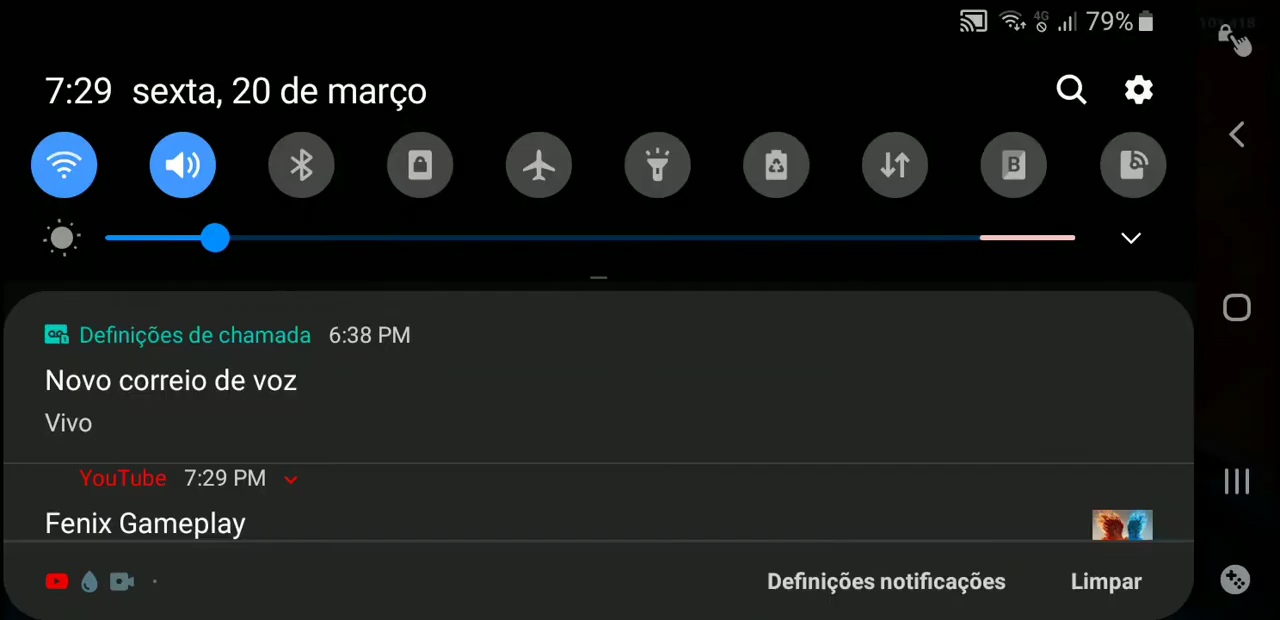 4G
79%
7:29 sexta, 20 de março
B
Definições de chamada 6:38 PM
Novo correio de voz
Vivo
YouTube 7:29 PM
Fenix Gameplay
Definições notificações Limpar